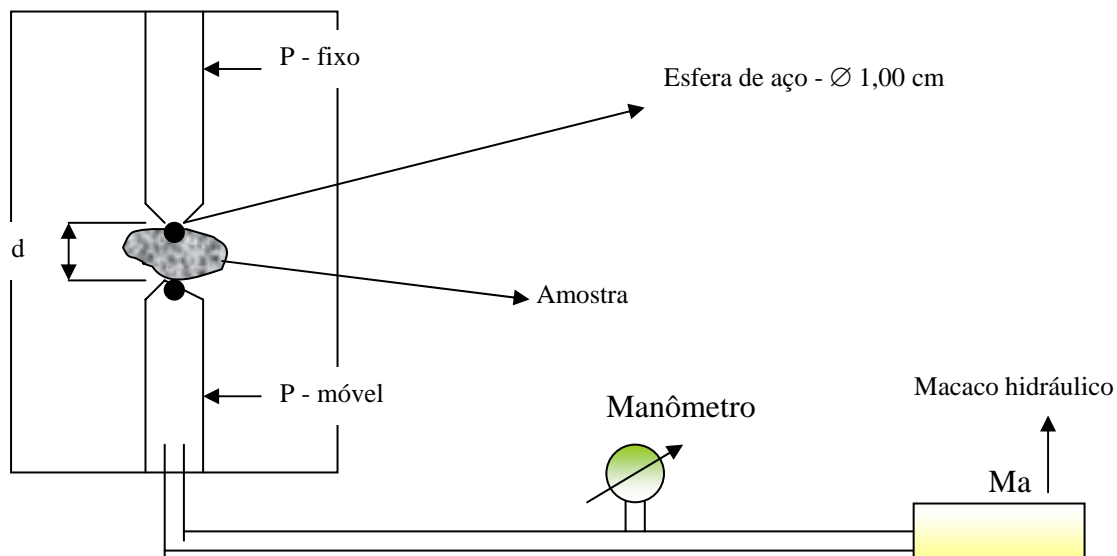 P - fixo
Esfera de aço - ∅ 1,00 cm
d
Amostra
P - móvel
Manômetro
Macaco hidráulico
Ma